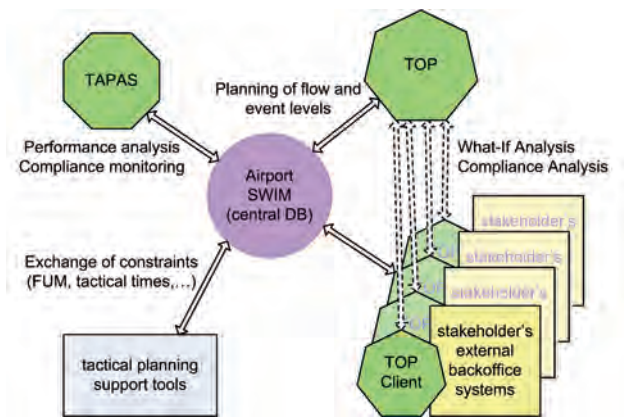 TAPAS
TOP
Planning of flow and
event levels
Performance analysis
Compliance monitoring
What-If Analysis
Compliance Analysis
Airport
SWIM
(central DB)
stakeholder's
stakeholder's
stakeholder's
Exchange of constraints
(FUM, tactical times,...)
stakeholder's
external
backoffice
systems
tactical planning
support tools
TOP
Client